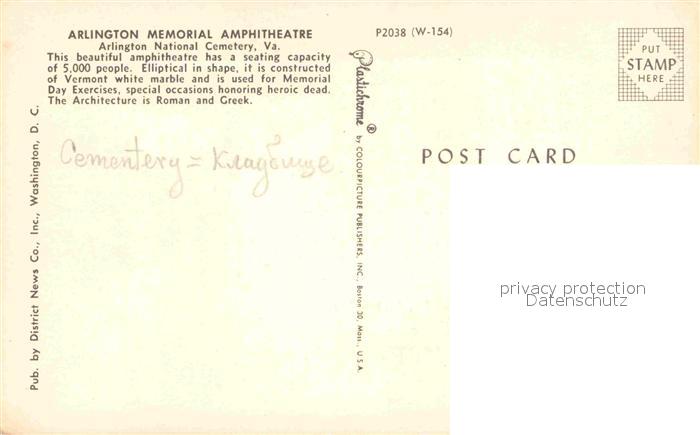 ARLINGTON MEMORIAL AMPHITHEATRE
Arlington National Cemetery, Va.
This beautiful amphitheatre has a seating capacity
of 5,000 people. Elliptical in shape, it is constructed
of Vermont white marble and is used for Memorial
Day Exercises, special occasions honoring heroic dead.
The Architecture is Roman and Greek.
Cementery = Кладбище
Pub. by District News Co., Inc., Washington, D. C.
Plastichrome ® by COLOURPICTURE PUBLISHERS, INC., Boston 30, Mass., U.S.A.
P2038 (W-154)
PUT
STAMP
HERE
POST CARD
privacy protection
Datenschutz